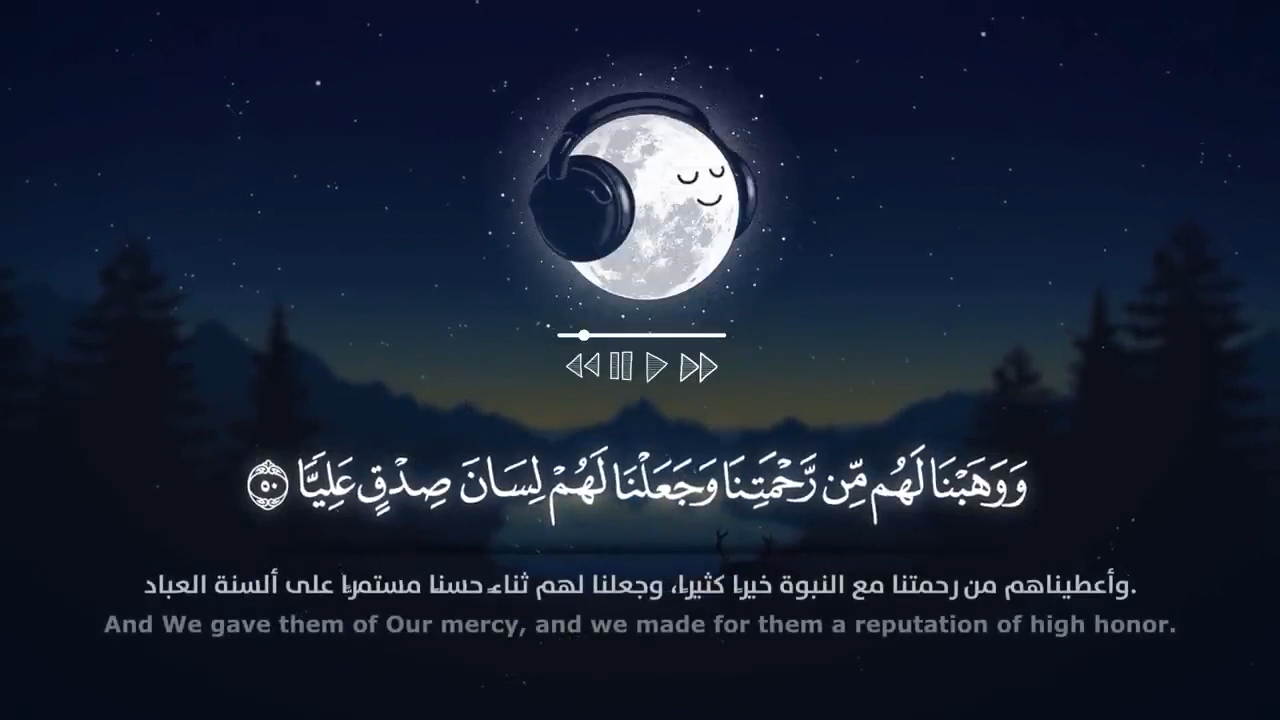 وَوَهَبْنَا لَهُم مِّن رَّحْمَتِنَا وَجَعَلْنَا لَهُمْ لِسَانَ صِدْقٍ عَلِيًّا ٥٠
وأعطيناهم من رحمتنا مع النبوة خيرا كثيرا، وجعلنا لهم ثناء حسنا مستمرا على ألسنة العباد.
And We gave them of Our mercy, and we made for them a reputation of high honor.